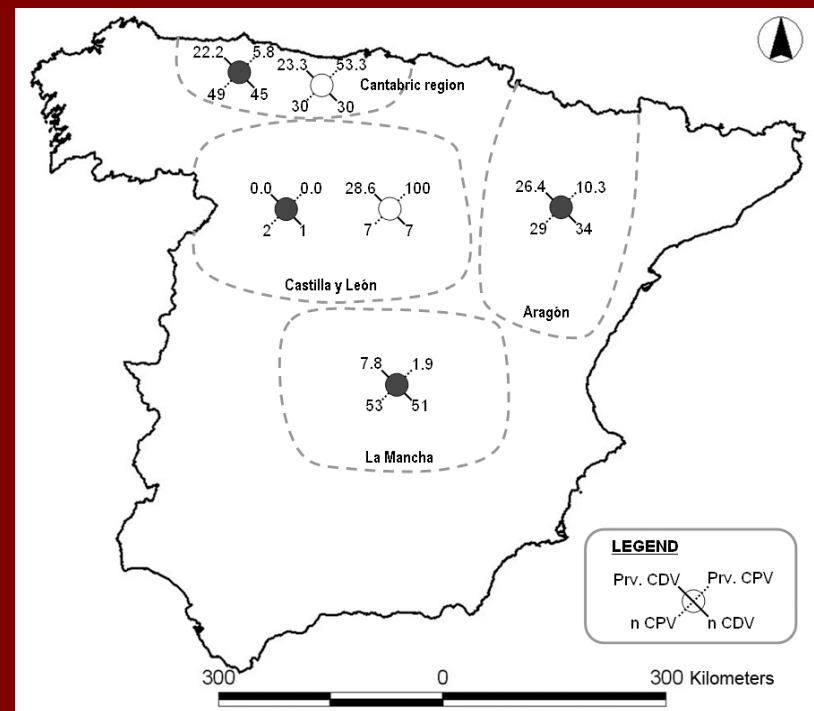 22.2 5.8
23.3 53.3
49 45
30 30
Cantabric region
0.0 0.0
28.6 100
2 1
7 7
Castilla y León
26.4 10.3
29 34
Aragón
7.8 1.9
53 51
La Mancha
LEGEND
Prv. CDV Prv. CPV
n CPV n CDV
300 0 300 Kilometers